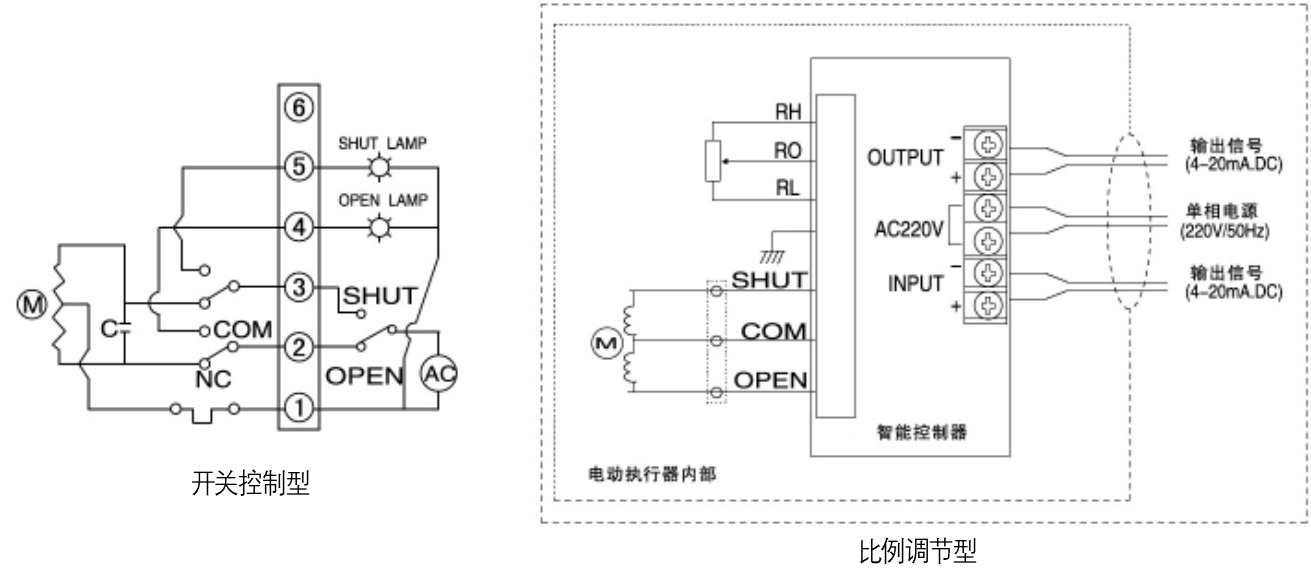 ⑥
⑤
SHUT LAMP
④
OPEN LAMP
③
SHUT
M
C
COM
②
NC
OPEN
AC
①
开关控制型
RH
RO
RL
SHUT
COM
OPEN
M
OUTPUT
−
+
AC220V
INPUT
−
+
智能控制器
电动执行器内部
输出信号
(4-20mA.DC)
单相电源
(220V/50Hz)
输出信号
(4-20mA.DC)
比例调节型